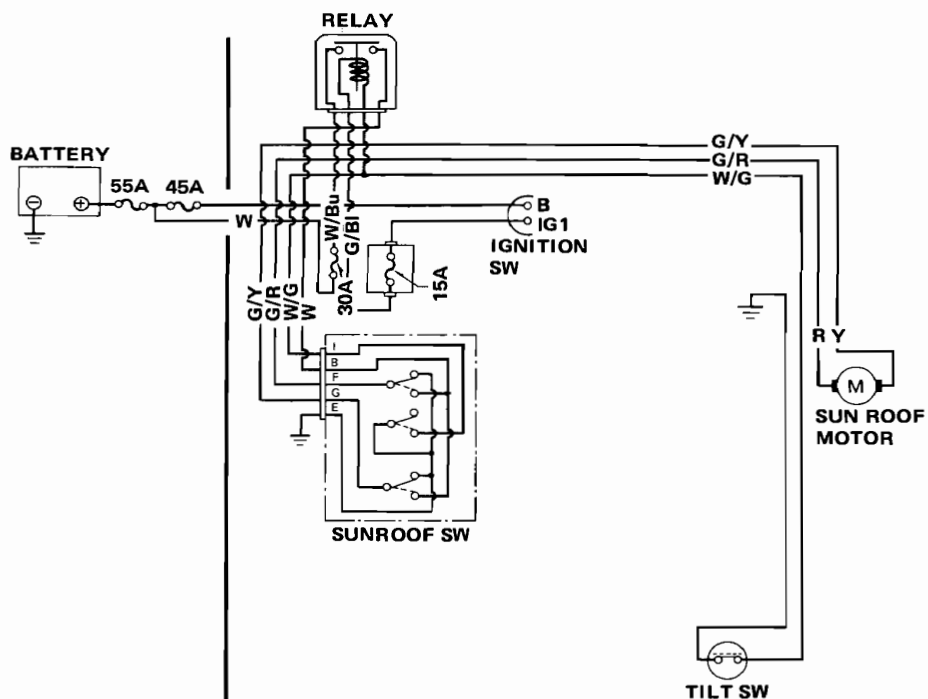 RELAY
G/Y
BATTERY
G/R
55A 45A
W/G
W
W/Bu
G/Bl
B
IG1
IGNITION
SW
30A
15A
G/Y
G/R
W/G
W
R Y
I
B
F
G
E
M
SUN ROOF
MOTOR
SUNROOF SW
TILT SW